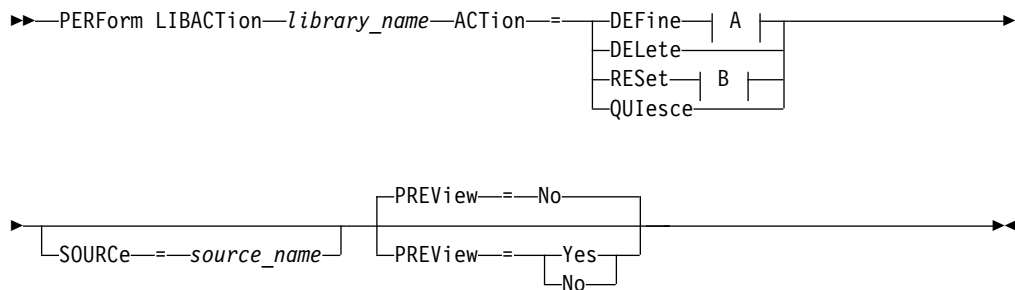 PERForm LIBACTion library_name ACTion = DEFine A
DELete
RESet B
QUIesce
PREView = No
SOURCe = source_name PREView = Yes
No